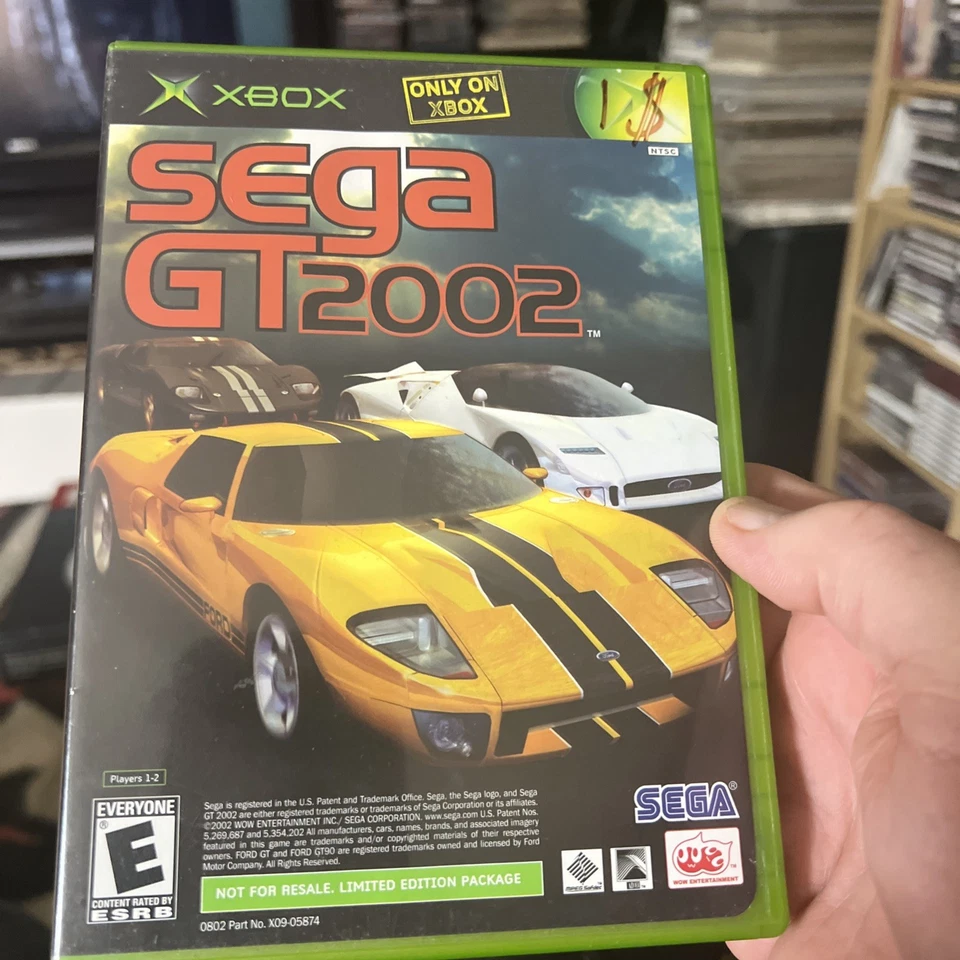 XBOX
ONLY ON
XBOX
1$
NTSC
sega
GT2002™
FORD
Ford
Ford
Players 1-2
EVERYONE
E®
CONTENT RATED BY
ESRB
Sega is registered in the U.S. Patent and Trademark Office. Sega, the Sega logo, and Sega
GT 2002 are either registered trademarks or trademarks of Sega Corporation or its affiliates.
©2002 WOW ENTERTAINMENT INC./ SEGA CORPORATION. www.sega.com U.S. Patent Nos.
5,269,687 and 5,354,202 All manufacturers, cars, names, brands, and associated imagery
featured in this game are trademarks and/or copyrighted materials of their respective
owners. FORD GT and FORD GT90 are registered trademarks owned and licensed by Ford
Motor Company. All Rights Reserved.
NOT FOR RESALE. LIMITED EDITION PACKAGE
0802 Part No. X09-05874
SEGA®
WOW ENTERTAINMENT